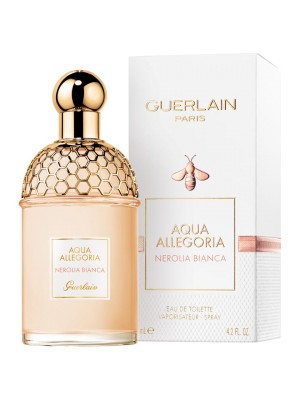 AQUA
ALLEGORIA
NEROLIA BIANCA
Guerlain
GUERLAIN
PARIS
AQUA
ALLEGORIA
NEROLIA BIANCA
EAU DE TOILETTE
VAPORISATEUR - SPRAY
4.2 FL. OZ.